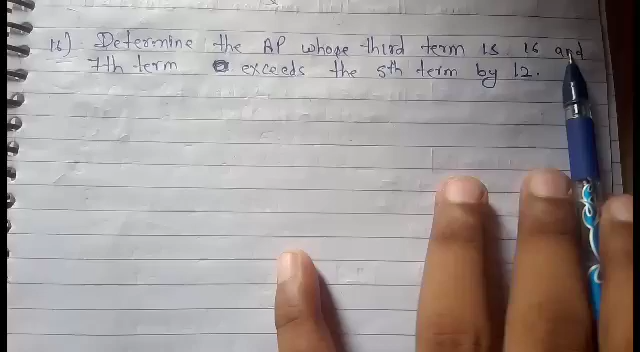 16) Determine the AP whose third term is 16 and
7th term exceeds the 5th term by 12.